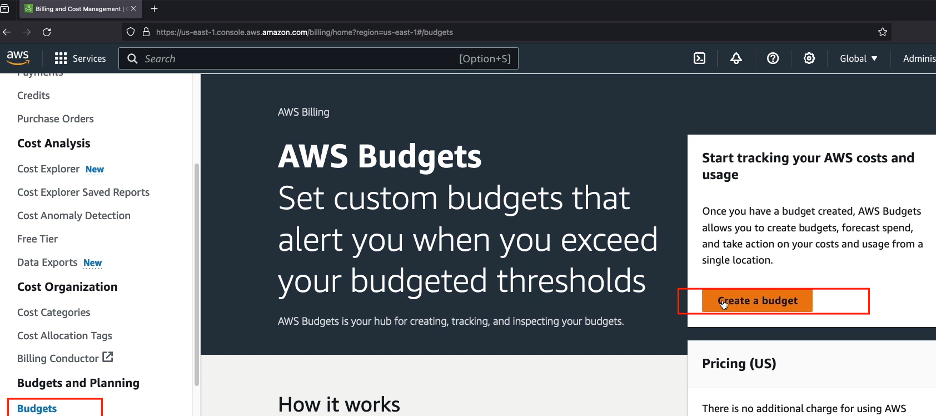 Billing and Cost Management | C
https://us-east-1.console.aws.amazon.com/billing/home?region=us-east-1#/budgets
aws
Services
Search
[Option+S]
Global
Adminis
Payments
Credits
Purchase Orders
Cost Analysis
Cost Explorer New
Cost Explorer Saved Reports
Cost Anomaly Detection
Free Tier
Data Exports New
Cost Organization
Cost Categories
Cost Allocation Tags
Billing Conductor
Budgets and Planning
Budgets
AWS Billing
AWS Budgets
Set custom budgets that
alert you when you exceed
your budgeted thresholds
AWS Budgets is your hub for creating, tracking, and inspecting your budgets.
How it works
Start tracking your AWS costs and
usage
Once you have a budget created, AWS Budgets
allows you to create budgets, forecast spend,
and take action on your costs and usage from a
single location.
Create a budget
Pricing (US)
There is no additional charge for using AWS